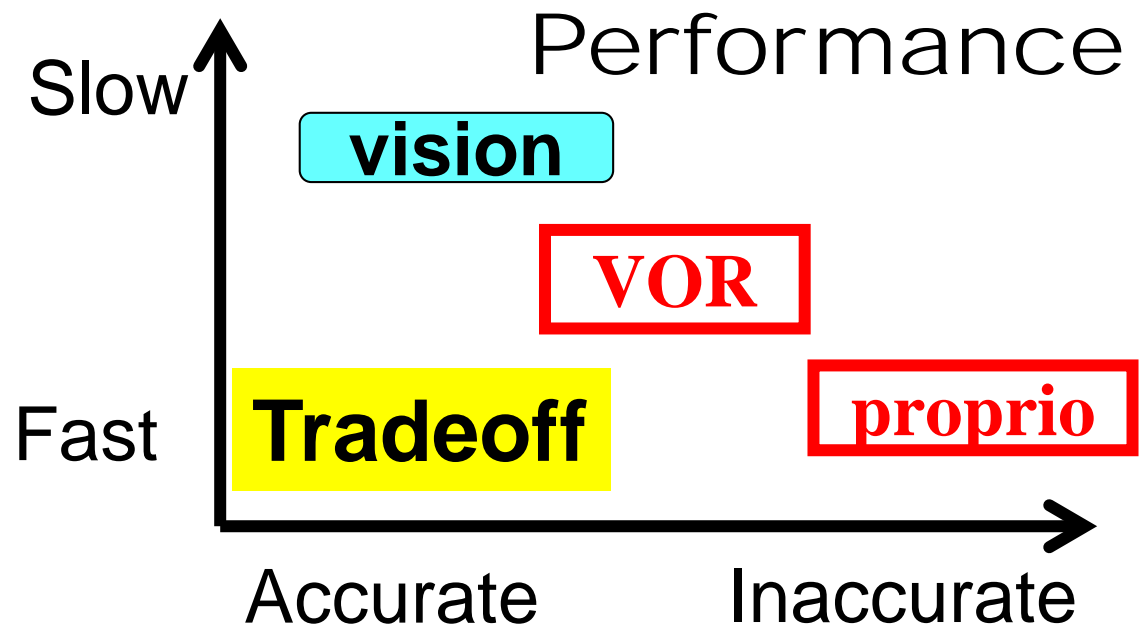 Performance
Slow
vision
VOR
Fast
Tradeoff
proprio
Accurate
Inaccurate